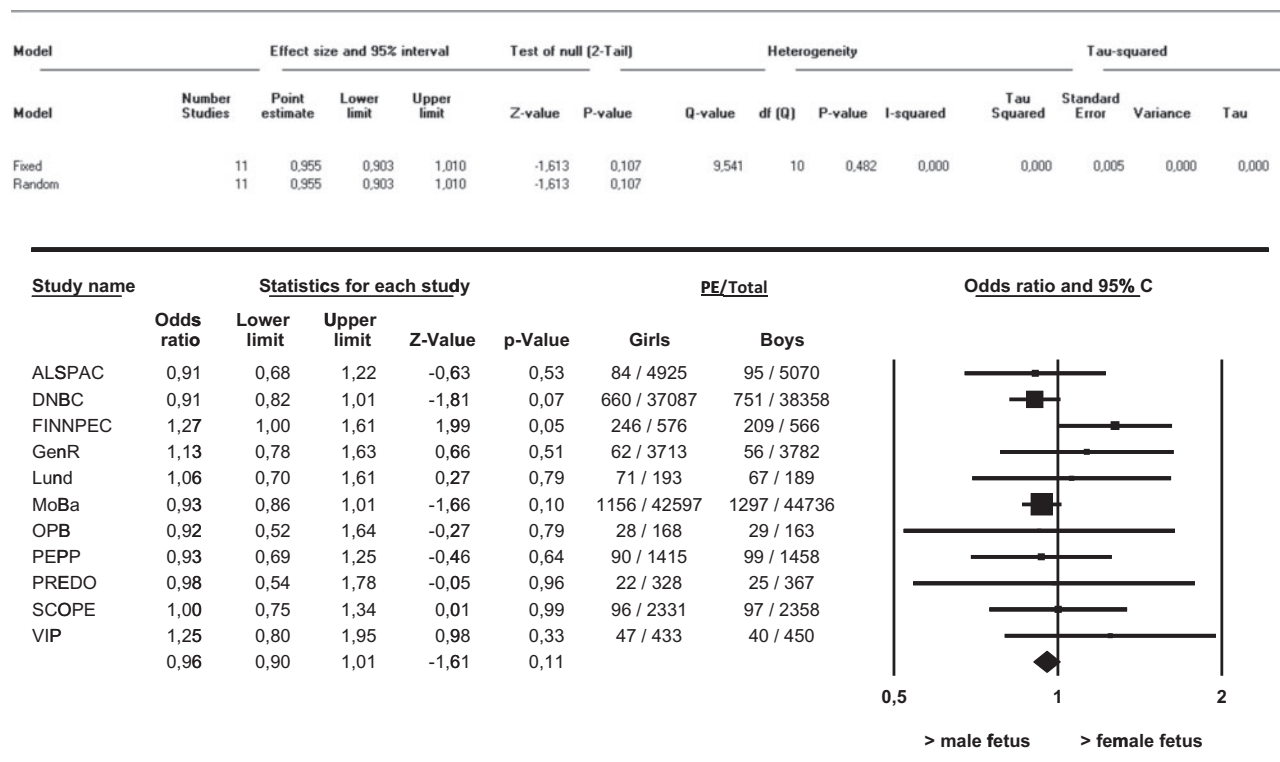 Model Effect size and 95% interval Test of null (2-Tail) Heterogeneity Tau-squared
Model Number Studies Point estimate Lower limit Upper limit Z-value P-value Q-value df (Q) P-value I-squared Tau Squared Standard Error Variance Tau
Fixed 11 0,955 0,903 1,010 -1,613 0,107 9,541 10 0,482 0,000 0,000 0,005 0,000 0,000
Random 11 0,955 0,903 1,010 -1,613 0,107
Study name Statistics for each study PE/Total Odds ratio and 95% C
Odds ratio Lower limit Upper limit Z-Value p-Value Girls Boys
ALSPAC 0,91 0,68 1,22 -0,63 0,53 84 / 4925 95 / 5070
DNBC 0,91 0,82 1,01 -1,81 0,07 660 / 37087 751 / 38358
FINNPEC 1,27 1,00 1,61 1,99 0,05 246 / 576 209 / 566
GenR 1,13 0,78 1,63 0,66 0,51 62 / 3713 56 / 3782
Lund 1,06 0,70 1,61 0,27 0,79 71 / 193 67 / 189
MoBa 0,93 0,86 1,01 -1,66 0,10 1156 / 42597 1297 / 44736
OPB 0,92 0,52 1,64 -0,27 0,79 28 / 168 29 / 163
PEPP 0,93 0,69 1,25 -0,46 0,64 90 / 1415 99 / 1458
PREDO 0,98 0,54 1,78 -0,05 0,96 22 / 328 25 / 367
SCOPE 1,00 0,75 1,34 0,01 0,99 96 / 2331 97 / 2358
VIP 1,25 0,80 1,95 0,98 0,33 47 / 433 40 / 450
0,96 0,90 1,01 -1,61 0,11
0,5 1 2
> male fetus > female fetus